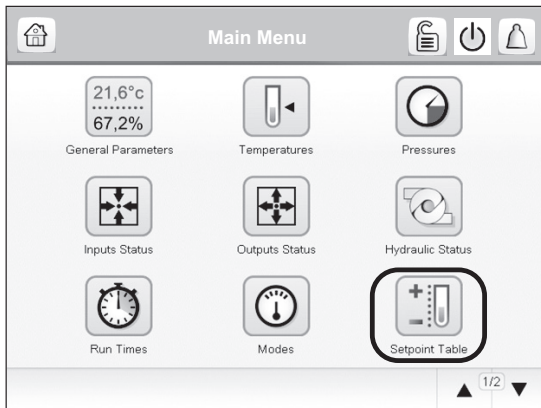 Main Menu
21,6°c
67,2%
General Parameters
Temperatures
Pressures
Inputs Status
Outputs Status
Hydraulic Status
Run Times
Modes
Setpoint Table
1/2